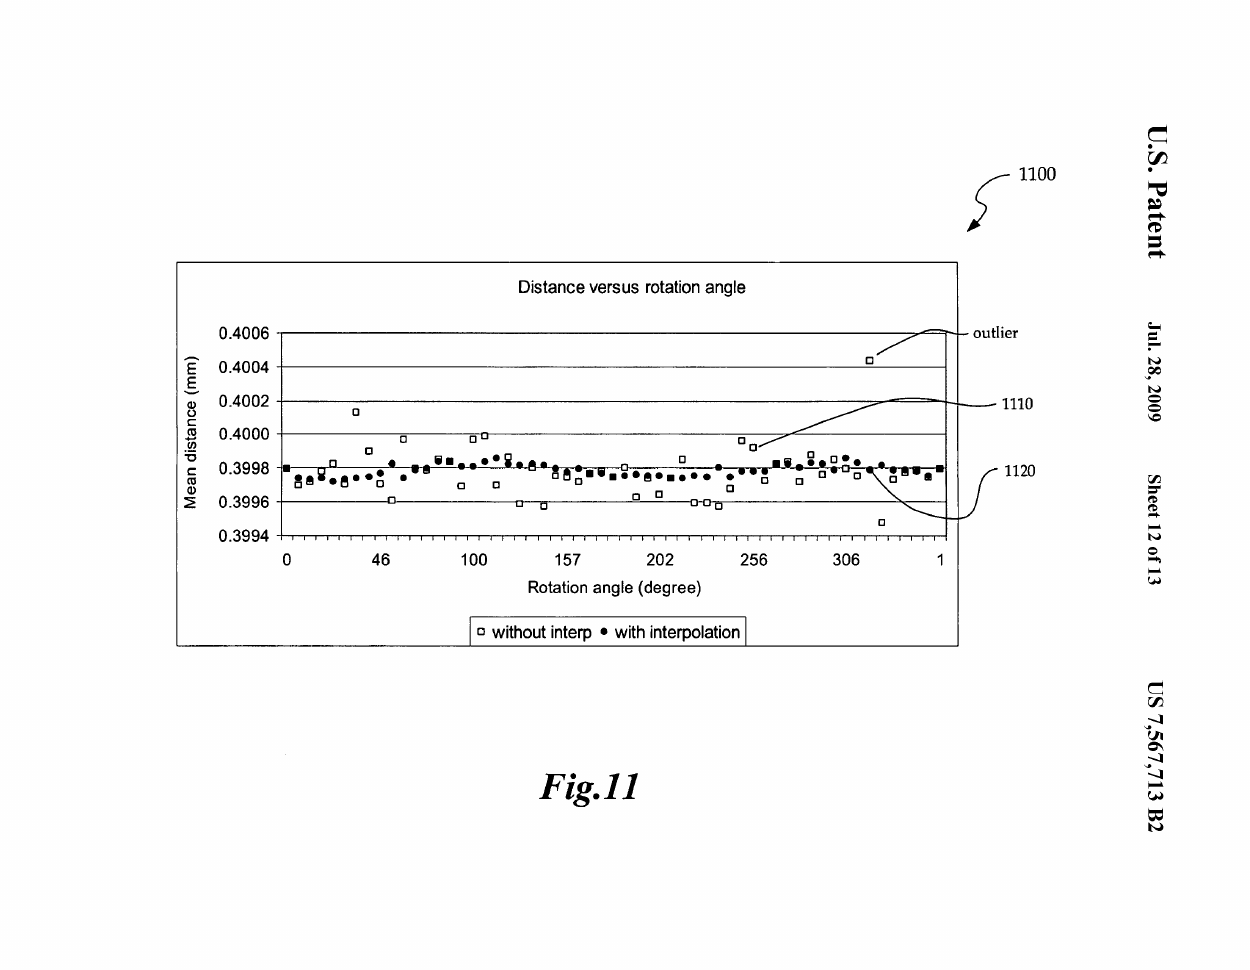 U.S. Patent Jul. 28, 2009 Sheet 12 of 13 US 7,567,713 B2
1100
Distance versus rotation angle
Mean distance (mm)
0.4006
0.4004
0.4002
0.4000
0.3998
0.3996
0.3994
outlier
1110
1120
0 46 100 157 202 256 306 1
Rotation angle (degree)
without interp with interpolation
Fig.11